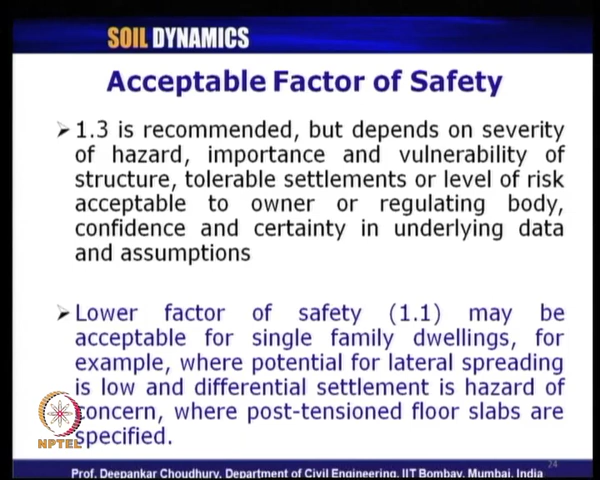 SOIL DYNAMICS
Acceptable Factor of Safety
➢ 1.3 is recommended, but depends on severity
of hazard, importance and vulnerability of
structure, tolerable settlements or level of risk
acceptable to owner or regulating body,
confidence and certainty in underlying data
and assumptions
➢ Lower factor of safety (1.1) may be
acceptable for single family dwellings, for
example, where potential for lateral spreading
is low and differential settlement is hazard of
concern, where post-tensioned floor slabs are
specified.
NPTEL
24
Prof. Deepankar Choudhury, Department of Civil Engineering, IIT Bombay, Mumbai, India